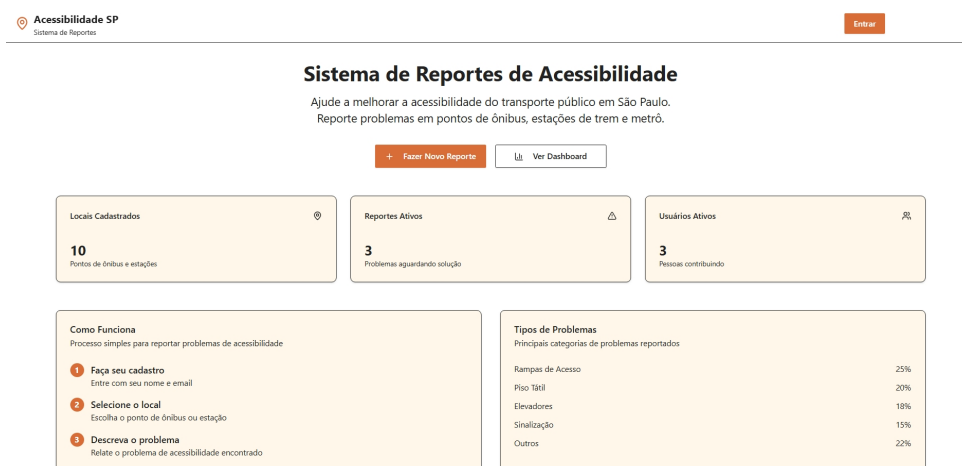 Acessibilidade SP
Sistema de Reportes
Entrar
Sistema de Reportes de Acessibilidade
Ajude a melhorar a acessibilidade do transporte público em São Paulo.
Reporte problemas em pontos de ônibus, estações de trem e metrô.
+ Fazer Novo Reporte
Ver Dashboard
Locais Cadastrados
10
Pontos de ônibus e estações
Reportes Ativos
3
Problemas aguardando solução
Usuários Ativos
3
Pessoas contribuindo
Como Funciona
Processo simples para reportar problemas de acessibilidade
1 Faça seu cadastro
Entre com seu nome e email
2 Selecione o local
Escolha o ponto de ônibus ou estação
3 Descreva o problema
Relate o problema de acessibilidade encontrado
Tipos de Problemas
Principais categorias de problemas reportados
Rampas de Acesso 25%
Piso Tátil 20%
Elevadores 18%
Sinalização 15%
Outros 22%